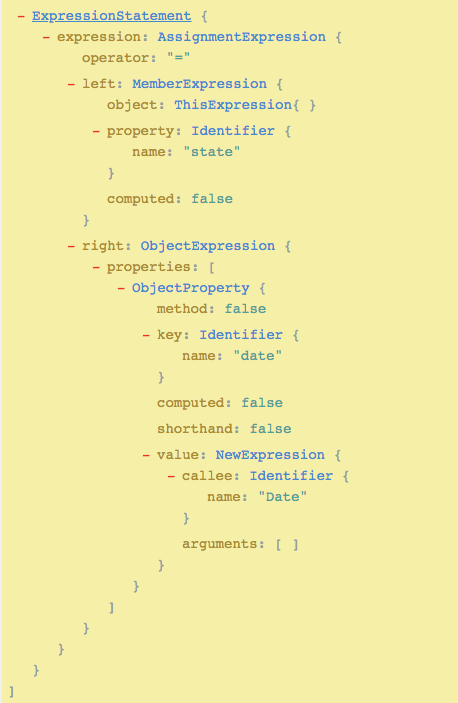 - ExpressionStatement {
- expression: AssignmentExpression {
operator: "="
- left: MemberExpression {
object: ThisExpression{ }
- property: Identifier {
name: "state"
}
computed: false
}
- right: ObjectExpression {
- properties: [
- ObjectProperty {
method: false
- key: Identifier {
name: "date"
}
computed: false
shorthand: false
- value: NewExpression {
- callee: Identifier {
name: "Date"
}
arguments: [ ]
}
}
]
}
}
}
]